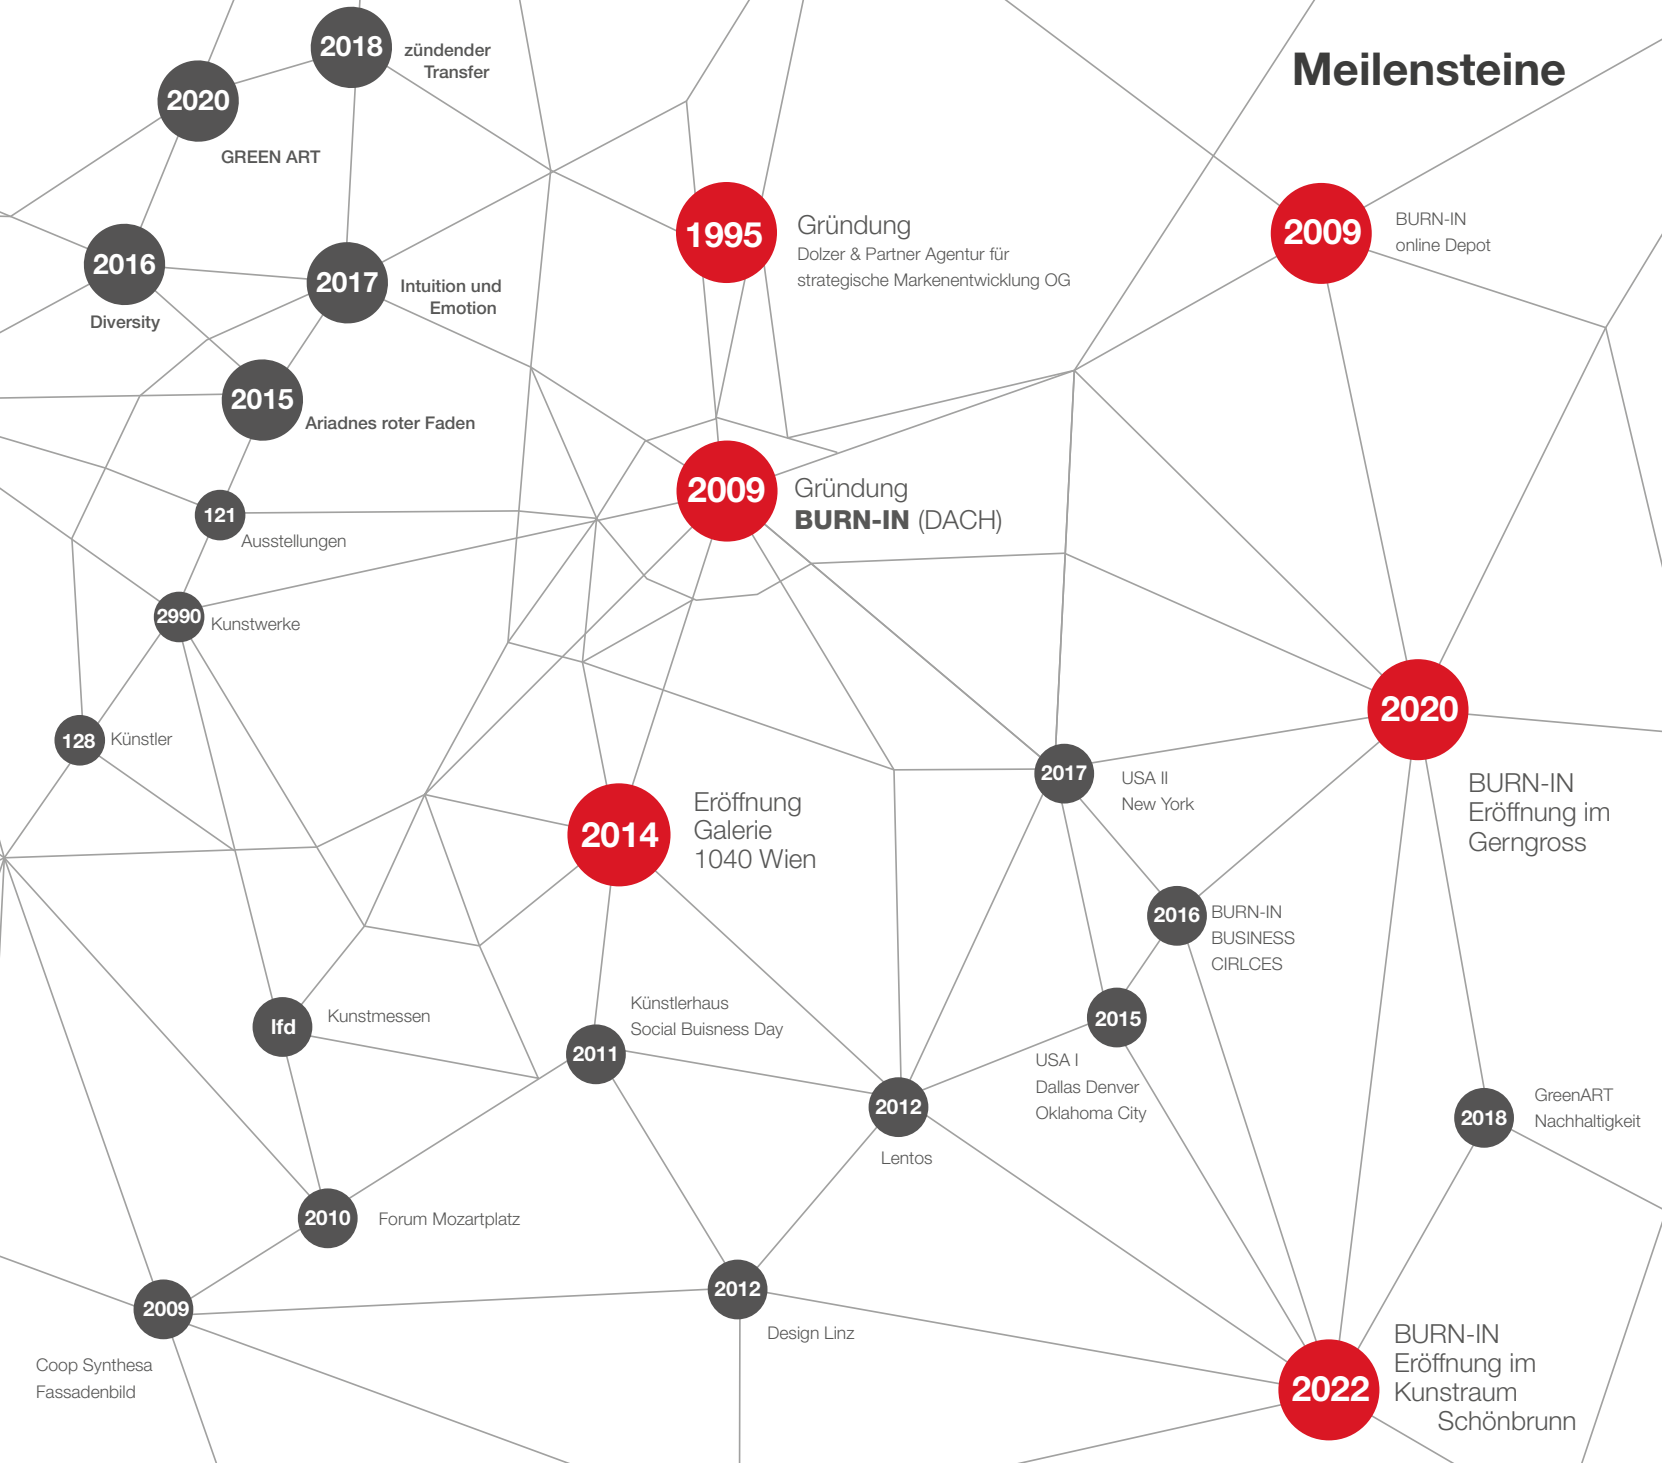 Meilensteine
2018
zündender
Transfer
2020
GREEN ART
2016
Diversity
2017
Intuition und
Emotion
2015
Ariadnes roter Faden
121
Ausstellungen
2990
Kunstwerke
128
Künstler
1995
Gründung
Dolzer & Partner Agentur für
strategische Markenentwicklung OG
2009
BURN-IN
online Depot
2009
Gründung
BURN-IN (DACH)
2020
BURN-IN
Eröffnung im
Gerngross
2014
Eröffnung
Galerie
1040 Wien
2017
USA II
New York
2016
BURN-IN
BUSINESS
CIRLCES
2015
USA I
Dallas Denver
Oklahoma City
lfd
Kunstmessen
2011
Künstlerhaus
Social Buisness Day
2012
Lentos
2018
GreenART
Nachhaltigkeit
2010
Forum Mozartplatz
2009
Coop Synthesa
Fassadenbild
2012
Design Linz
2022
BURN-IN
Eröffnung im
Kunstraum
Schönbrunn